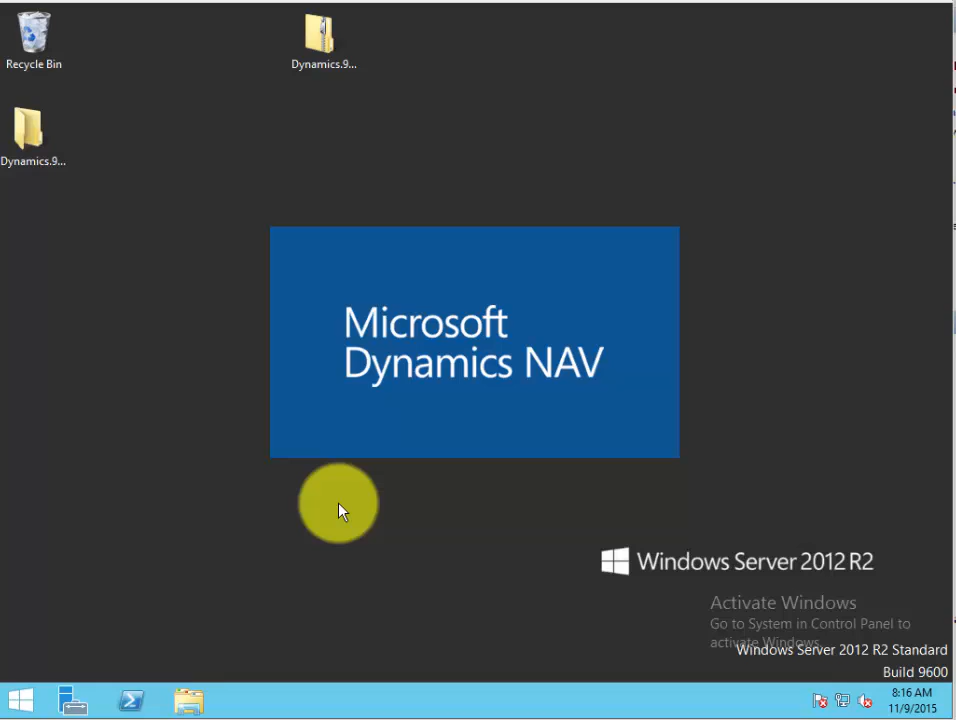 Recycle Bin
Dynamics.9...
Dynamics.9...
Microsoft
Dynamics NAV
Windows Server 2012 R2
Activate Windows
Go to System in Control Panel to
activate Windows.
Windows Server 2012 R2 Standard
Build 9600
8:16 AM
11/9/2015